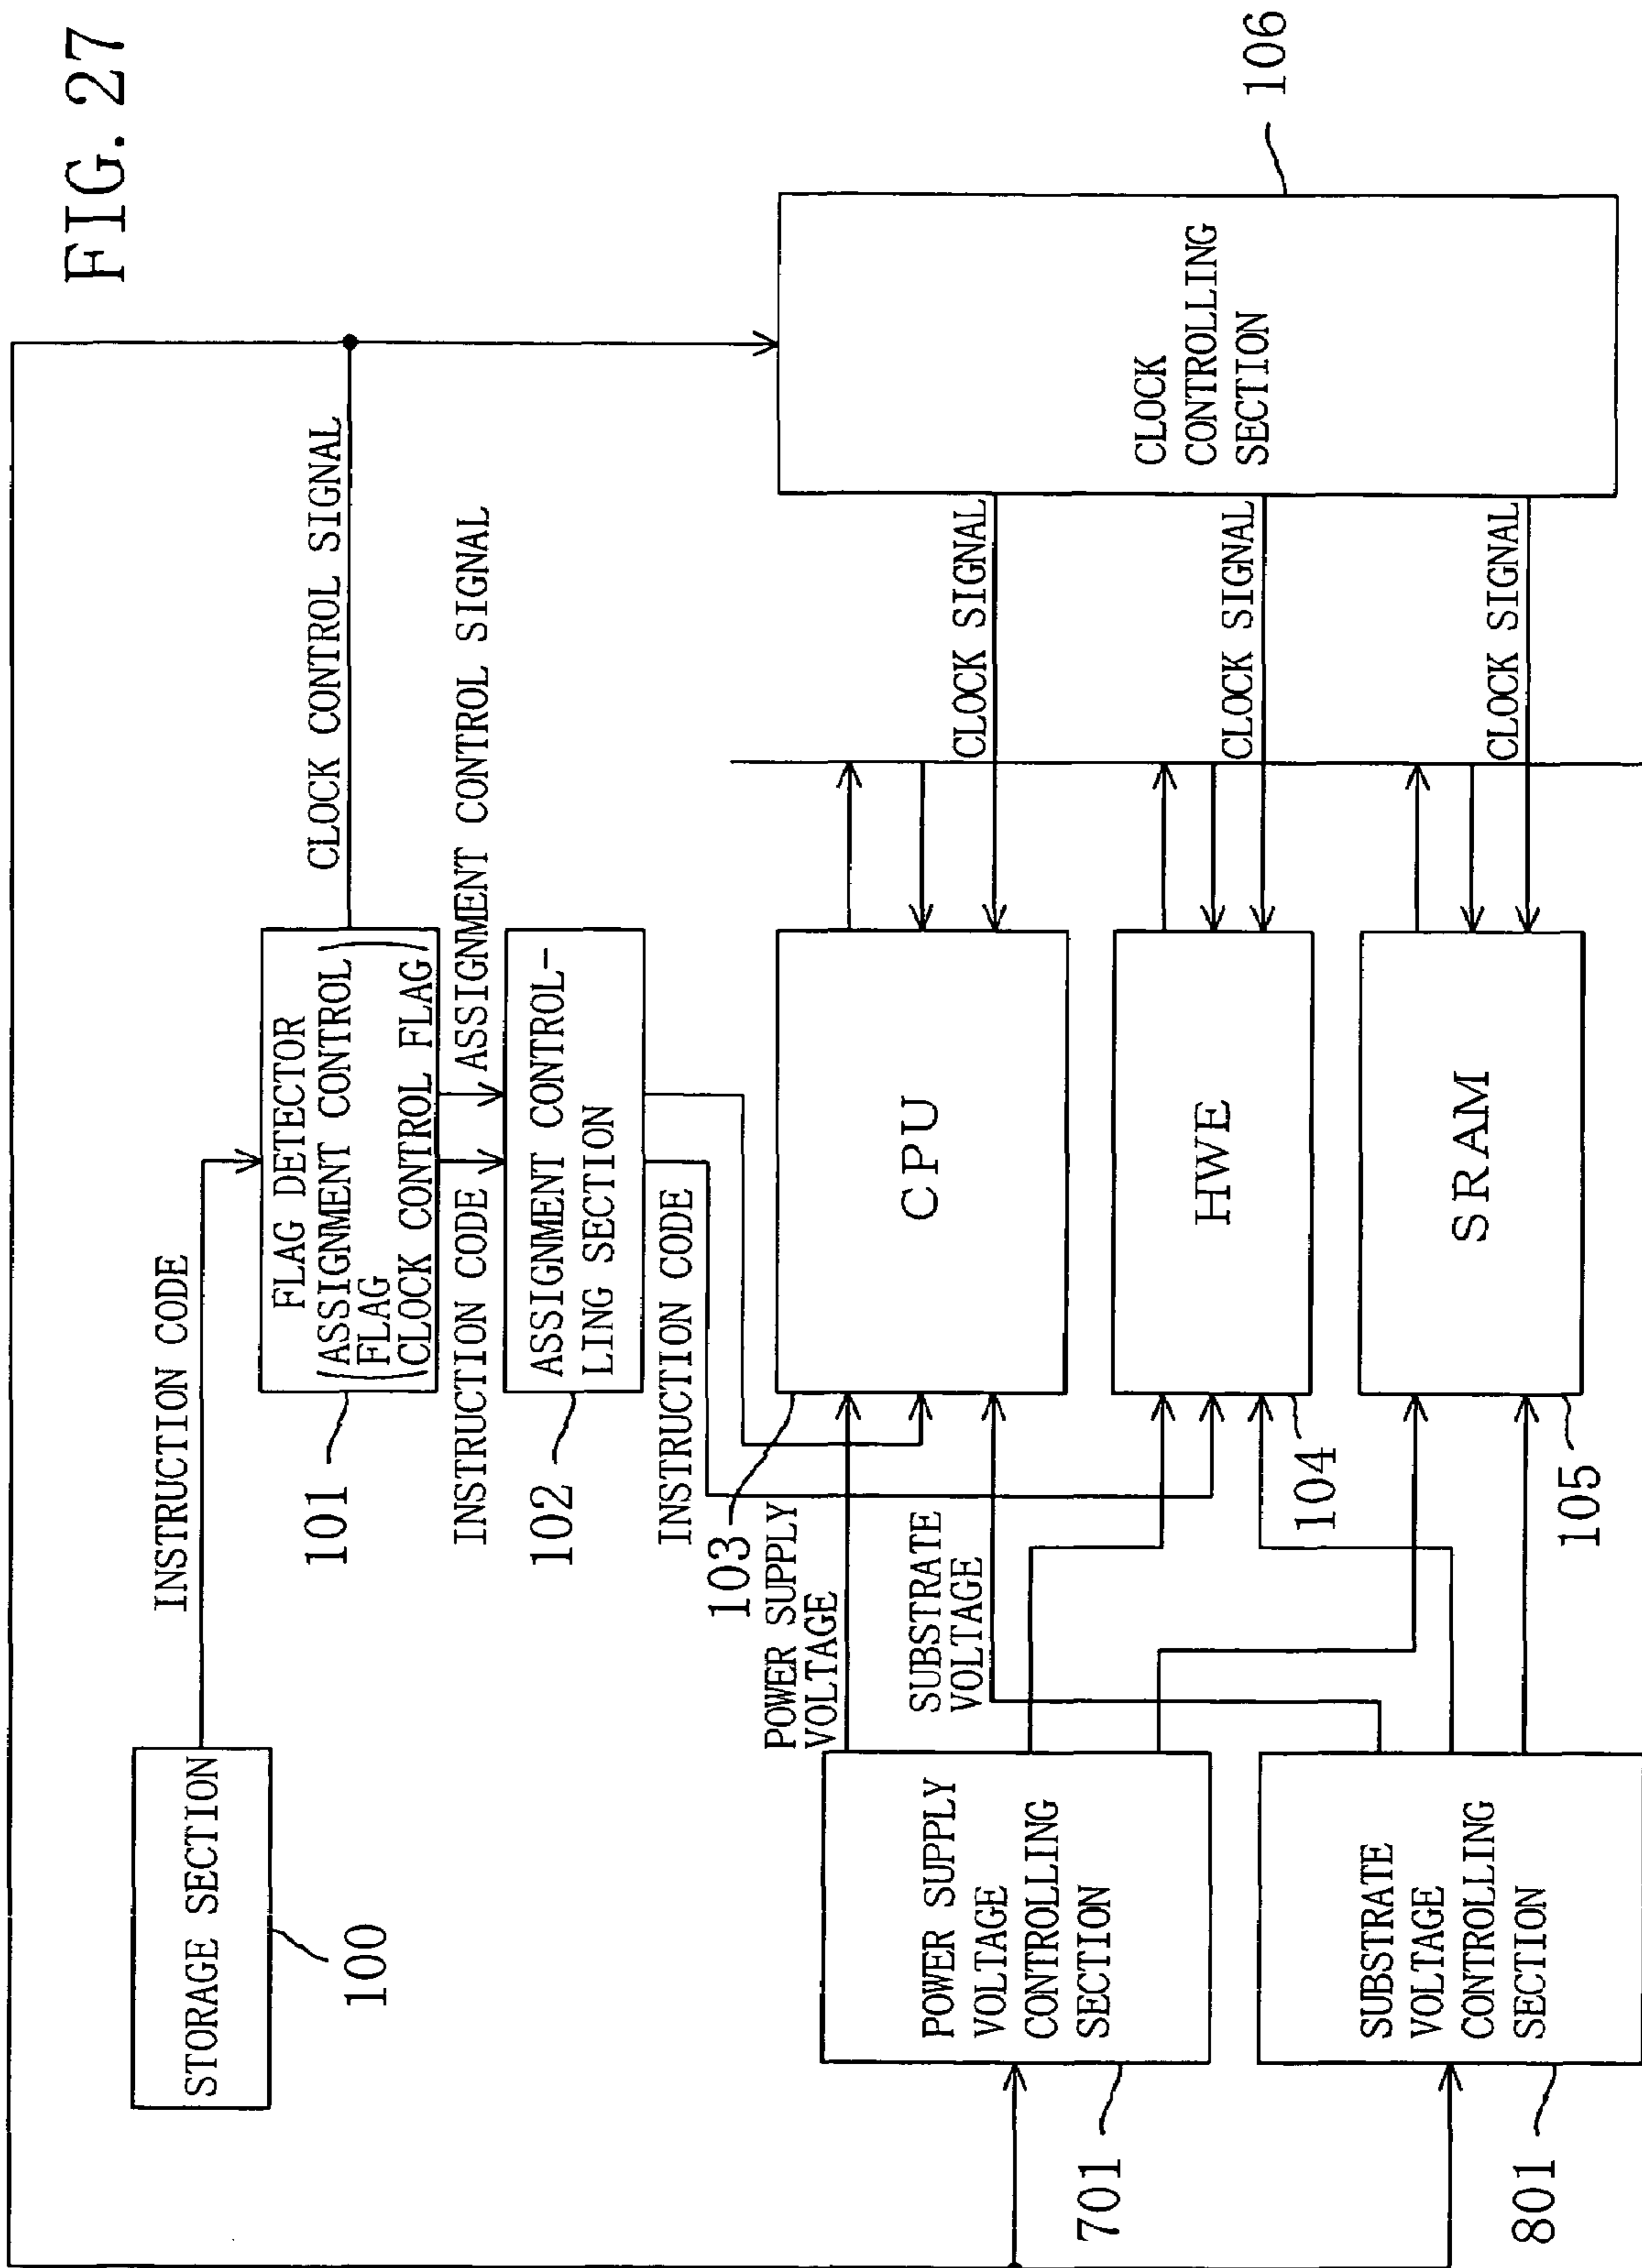 FIG. 27
STORAGE SECTION
100
INSTRUCTION CODE
FLAG DETECTOR
(ASSIGNMENT CONTROL
FLAG
CLOCK CONTROL FLAG)
101
CLOCK CONTROL SIGNAL
INSTRUCTION CODE
ASSIGNMENT CONTROL SIGNAL
ASSIGNMENT CONTROL-
LING SECTION
102
INSTRUCTION CODE
103
POWER SUPPLY
VOLTAGE
CPU
CLOCK SIGNAL
SUBSTRATE
VOLTAGE
POWER SUPPLY
VOLTAGE
CONTROLLING
SECTION
701
HWE
104
CLOCK SIGNAL
CLOCK
CONTROLLING
SECTION
106
SUBSTRATE
VOLTAGE
CONTROLLING
SECTION
801
SRAM
105
CLOCK SIGNAL